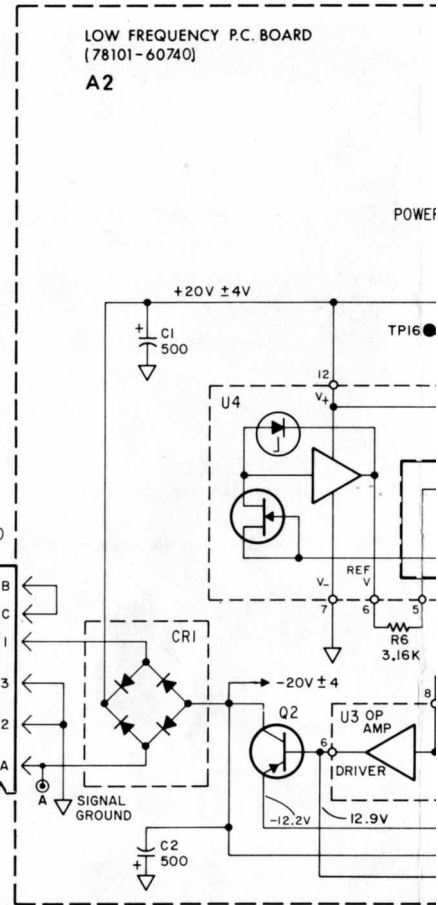 LOW FREQUENCY P.C. BOARD
(78101-60740)
A2
POWER
+20V ±4V
+ C1
500
TP16
12
U4
V+
REF
V- V
7 6 5
R6
3.16K
B
C
1
3
2
A
A
CR1
-20V ±4
Q2
8
U3 OP
AMP
6
DRIVER
SIGNAL
GROUND
-12.2V
12.9V
C2
500
+